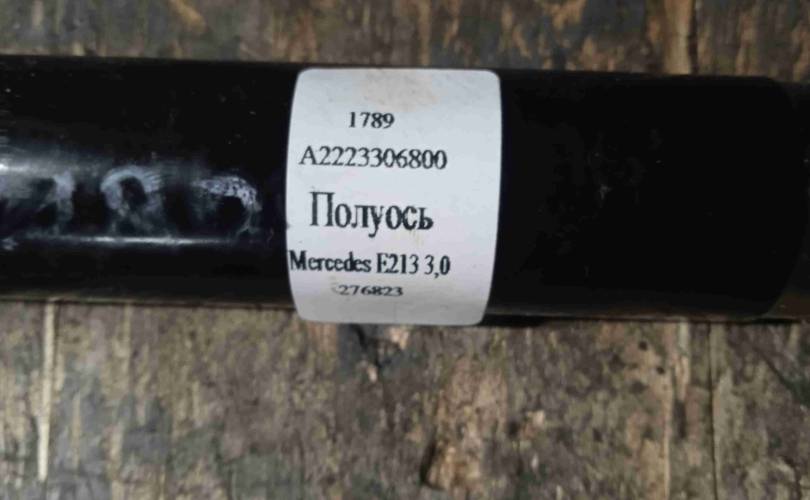 1789
A2223306800
Полуось
Mercedes E213 3,0
276823